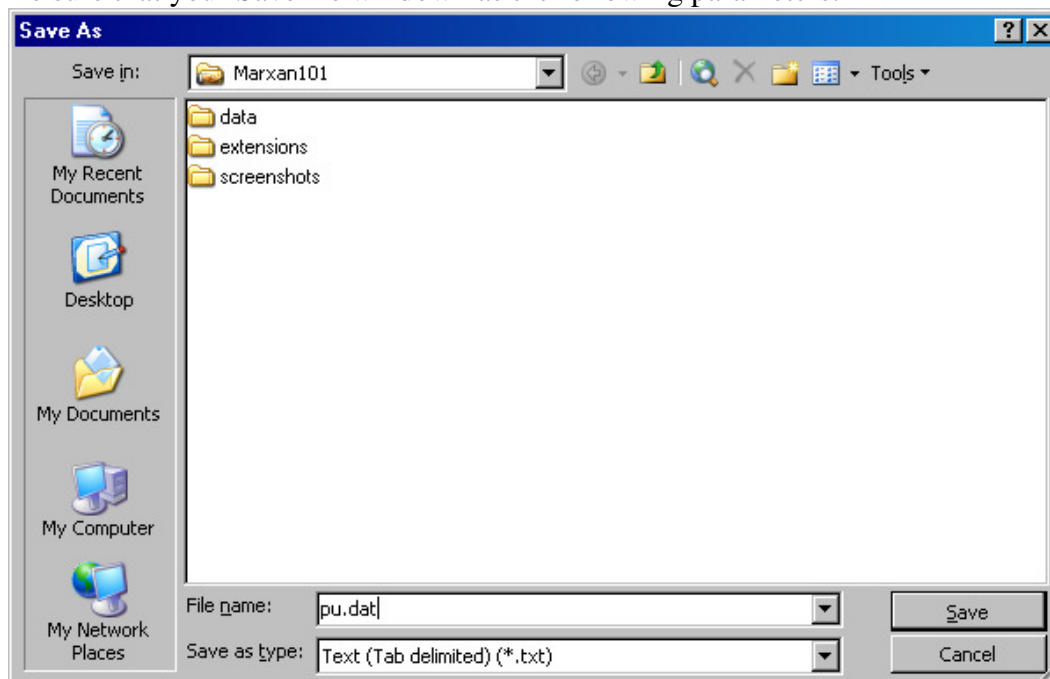 Save As
Save in:
Marxan101
Tools
data
extensions
screenshots
My Recent
Documents
Desktop
My Documents
My Computer
My Network
Places
File name:
pu.dat
Save
Save as type:
Text (Tab delimited) (*.txt)
Cancel